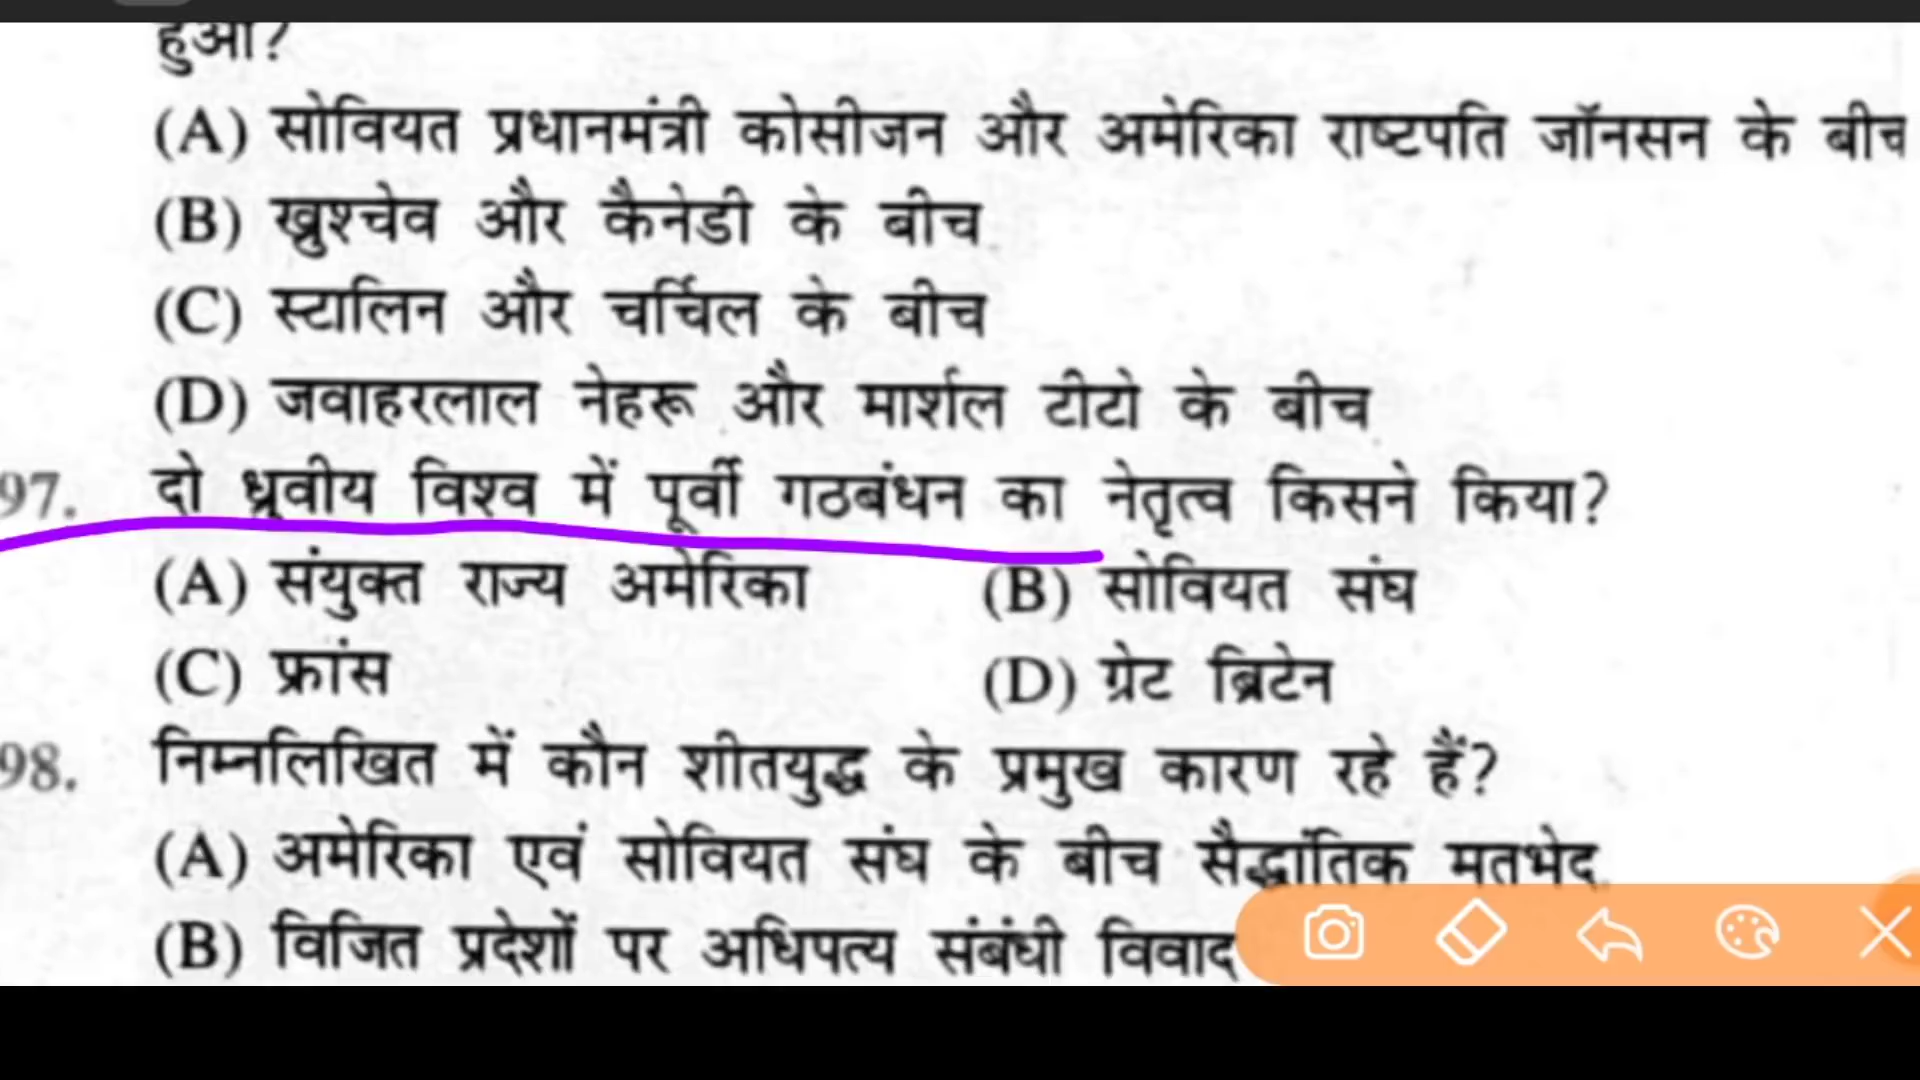 हुआ?
(A) सोवियत प्रधानमंत्री कोसीजन और अमेरिका राष्टपति जॉनसन के बीच
(B) ख्रुश्चेव और कैनेडी के बीच
(C) स्टालिन और चर्चिल के बीच
(D) जवाहरलाल नेहरू और मार्शल टीटो के बीच
97. दो ध्रुवीय विश्व में पूर्वी गठबंधन का नेतृत्व किसने किया?
(A) संयुक्त राज्य अमेरिका (B) सोवियत संघ
(C) फ्रांस (D) ग्रेट ब्रिटेन
98. निम्नलिखित में कौन शीतयुद्ध के प्रमुख कारण रहे हैं?
(A) अमेरिका एवं सोवियत संघ के बीच सैद्धांतिक मतभेद
(B) विजित प्रदेशों पर अधिपत्य संबंधी विवाद